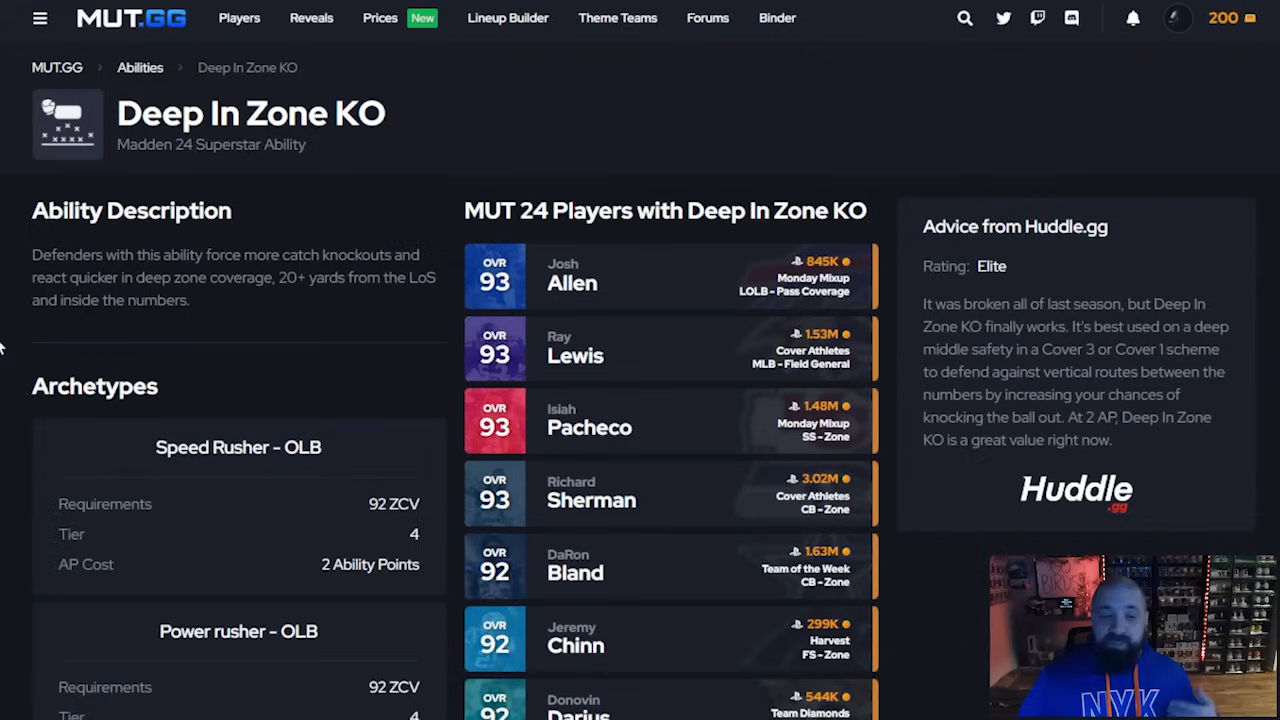 MUT.GG
Players
Reveals
Prices
New
Lineup Builder
Theme Teams
Forums
Binder
200
MUT.GG
Abilities
Deep In Zone KO
Deep In Zone KO
Madden 24 Superstar Ability
Ability Description
Defenders with this ability force more catch knockouts and
react quicker in deep zone coverage, 20+ yards from the LoS
and inside the numbers.
Archetypes
Speed Rusher - OLB
Requirements 92 ZCV
Tier 4
AP Cost 2 Ability Points
Power rusher - OLB
Requirements 92 ZCV
Tier 4
MUT 24 Players with Deep In Zone KO
OVR
93
Josh
Allen
845K
Monday Mixup
LOLB - Pass Coverage
OVR
93
Ray
Lewis
1.53M
Cover Athletes
MLB - Field General
OVR
93
Isiah
Pacheco
1.48M
Monday Mixup
SS - Zone
OVR
93
Richard
Sherman
3.02M
Cover Athletes
CB - Zone
OVR
92
DaRon
Bland
1.63M
Team of the Week
CB - Zone
OVR
92
Jeremy
Chinn
299K
Harvest
FS - Zone
OVR
92
Donovin
Darius
544K
Team Diamonds
Advice from Huddle.gg
Rating: Elite
It was broken all of last season, but Deep In
Zone KO finally works. It's best used on a deep
middle safety in a Cover 3 or Cover 1 scheme
to defend against vertical routes between the
numbers by increasing your chances of
knocking the ball out. At 2 AP, Deep In Zone
KO is a great value right now.
Huddle
.gg
BIRDS
NYK